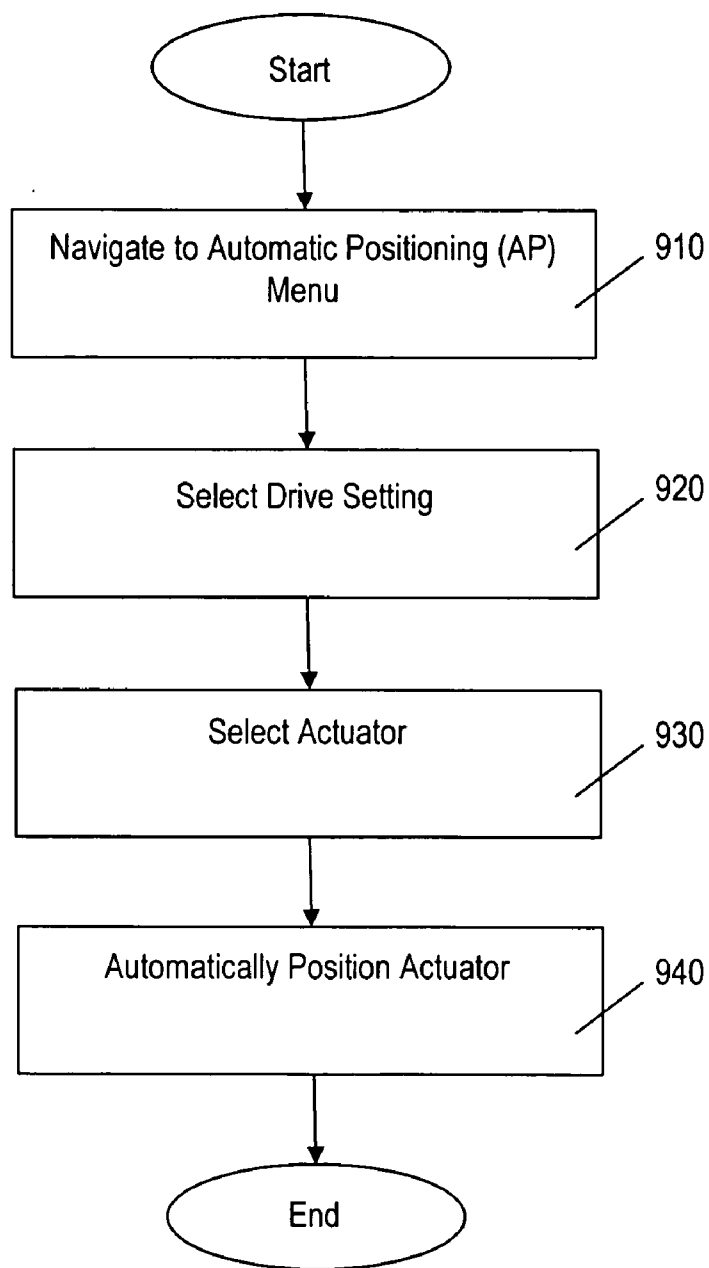 Start
Navigate to Automatic Positioning (AP)
Menu
910
Select Drive Setting
920
Select Actuator
930
Automatically Position Actuator
940
End